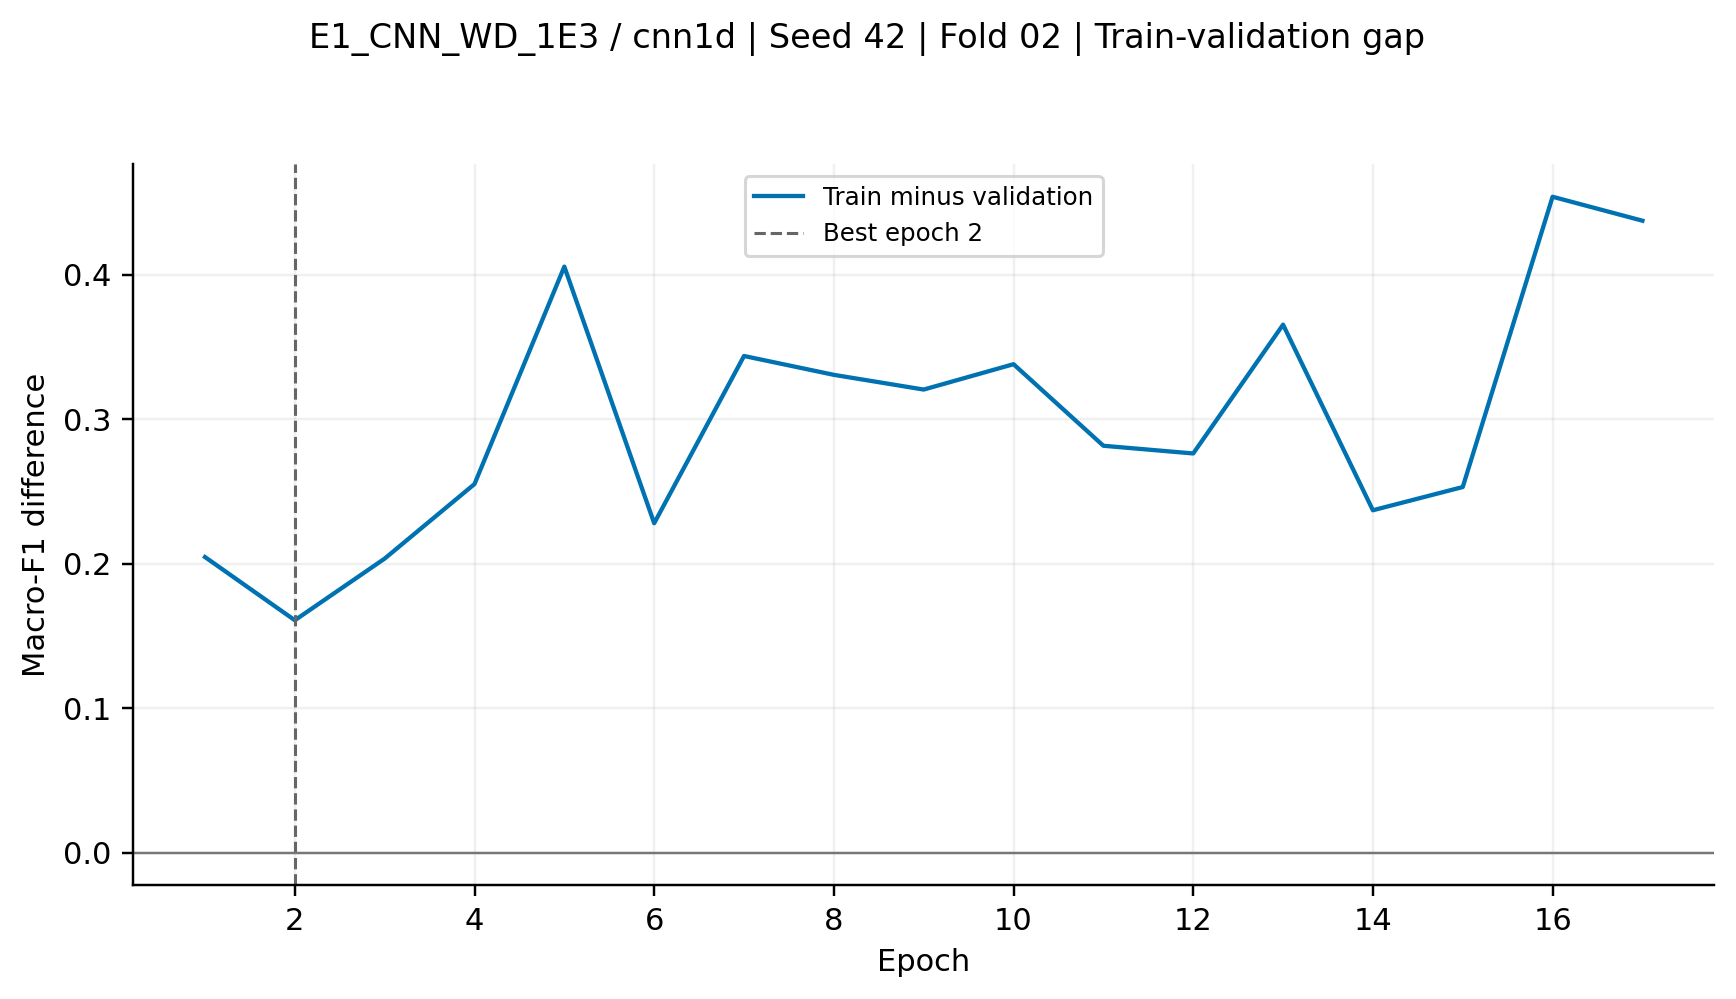 E1_CNN_WD_1E3 / cnn1d | Seed 42 | Fold 02 | Train-validation gap
Train minus validation
Best epoch 2
Macro-F1 difference
0.4
0.3
0.2
0.1
0.0
2 4 6 8 10 12 14 16
Epoch